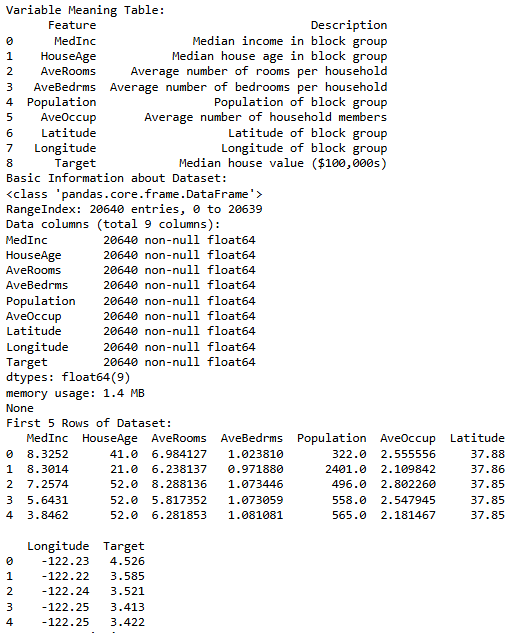 Variable Meaning Table:
      Feature                              Description
0      MedInc            Median income in block group
1    HouseAge         Median house age in block group
2    AveRooms   Average number of rooms per household
3   AveBedrms  Average number of bedrooms per household
4  Population               Population of block group
5    AveOccup     Average number of household members
6    Latitude                 Latitude of block group
7   Longitude                Longitude of block group
8      Target          Median house value ($100,000s)
Basic Information about Dataset:
<class 'pandas.core.frame.DataFrame'>
RangeIndex: 20640 entries, 0 to 20639
Data columns (total 9 columns):
MedInc        20640 non-null float64
HouseAge      20640 non-null float64
AveRooms      20640 non-null float64
AveBedrms     20640 non-null float64
Population    20640 non-null float64
AveOccup      20640 non-null float64
Latitude      20640 non-null float64
Longitude     20640 non-null float64
Target        20640 non-null float64
dtypes: float64(9)
memory usage: 1.4 MB
None
First 5 Rows of Dataset:
   MedInc  HouseAge  AveRooms  AveBedrms  Population  AveOccup  Latitude
0  8.3252      41.0  6.984127   1.023810       322.0  2.555556     37.88
1  8.3014      21.0  6.238137   0.971880      2401.0  2.109842     37.86
2  7.2574      52.0  8.288136   1.073446       496.0  2.802260     37.85
3  5.6431      52.0  5.817352   1.073059       558.0  2.547945     37.85
4  3.8462      52.0  6.281853   1.081081       565.0  2.181467     37.85
   Longitude  Target
0    -122.23   4.526
1    -122.22   3.585
2    -122.24   3.521
3    -122.25   3.413
4    -122.25   3.422